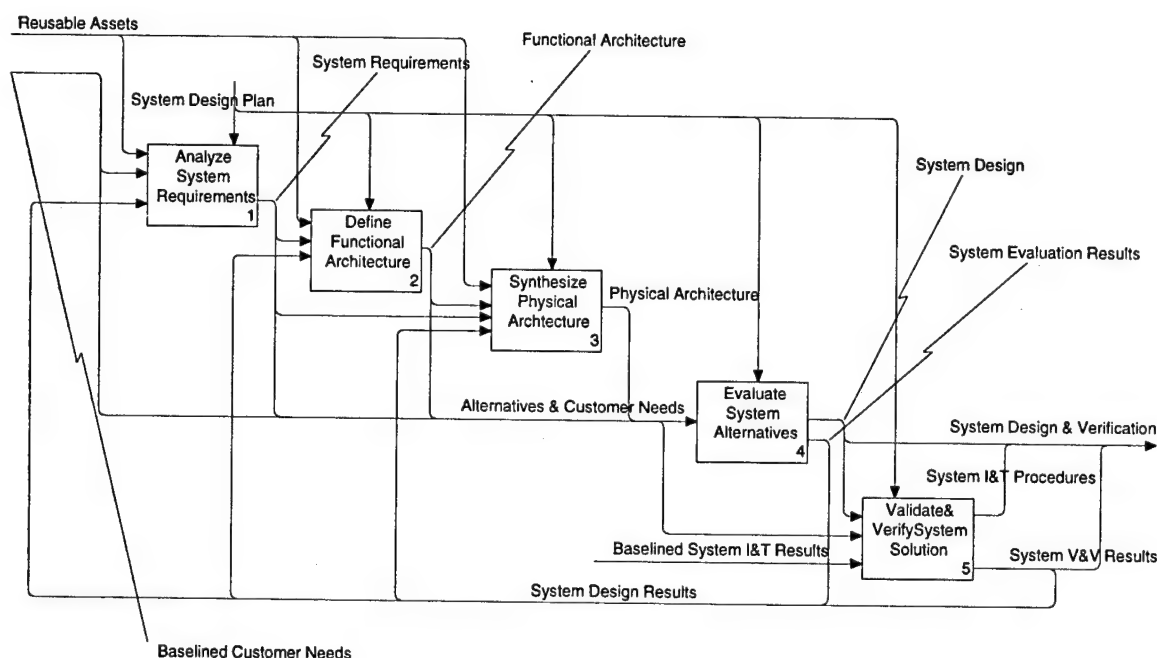 Reusable Assets
Functional Architecture
System Requirements
System Design Plan
Analyze
System
Requirements
1
System Design
Define
Functional
Architecture
2
System Evaluation Results
Synthesize
Physical
Archtecture
3
Physical Architecture
Evaluate
System
Alternatives
4
Alternatives & Customer Needs
System Design & Verification
System I&T Procedures
Validate&
VerifySystem
Solution
5
Baselined System I&T Results
System V&V Results
System Design Results
Baselined Customer Needs